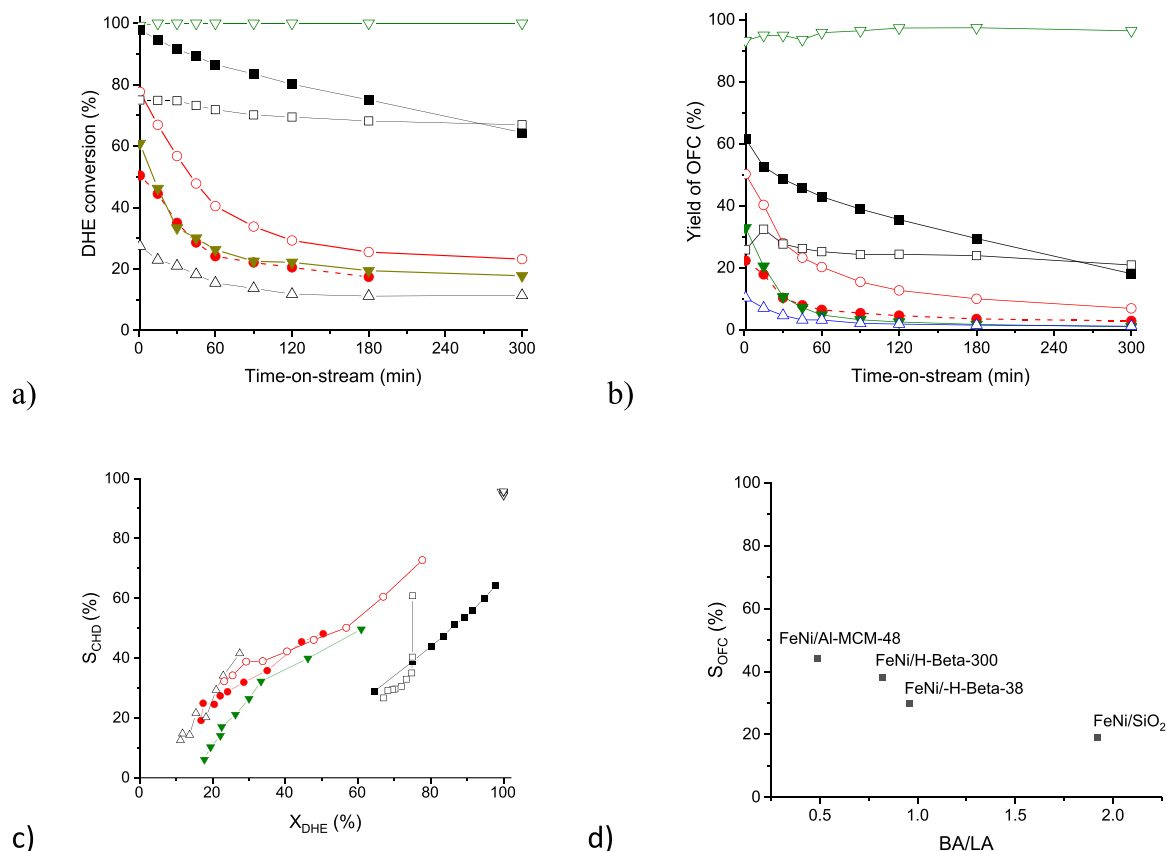 100
80
60
40
20
0
DHE conversion (%)
0
60
120
180
240
300
Time-on-stream (min)
a)
100
80
60
40
20
0
Yield of OFC (%)
0
60
120
180
240
300
Time-on-stream (min)
b)
100
80
60
40
20
0
S_CHD (%)
0
20
40
60
80
100
X_DHE (%)
c)
100
80
60
40
20
0
S_OFC (%)
FeNi/Al-MCM-48
FeNi/H-Beta-300
FeNi/-H-Beta-38
FeNi/SiO₂
0.5
1.0
1.5
2.0
BA/LA
d)